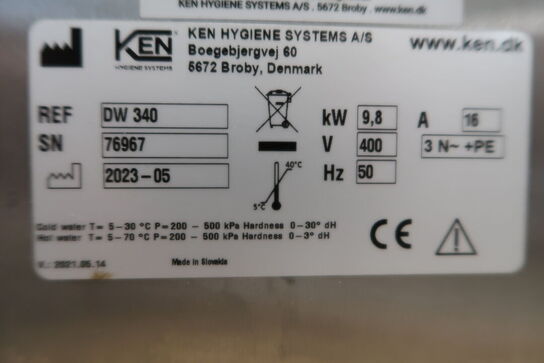 KEN HYGIENE SYSTEMS A/S . 5672 Broby . www.ken.dk
KEN
HYGIENE SYSTEMS
KEN HYGIENE SYSTEMS A/S
Boegebjergvej 60
5672 Broby, Denmark
www.ken.dk
REF DW 340
SN 76967
2023-05
40°C
5°C
kW 9,8 A 16
V 400 3 N~ +PE
Hz 50
Cold water T= 5-30 °C P=200 - 500 kPa Hardness 0-30° dH
Hot water T= 5-70 °C P=200 - 500 kPa Hardness 0-3° dH
CE
V.: 2021.05.14
Made in Slovakia